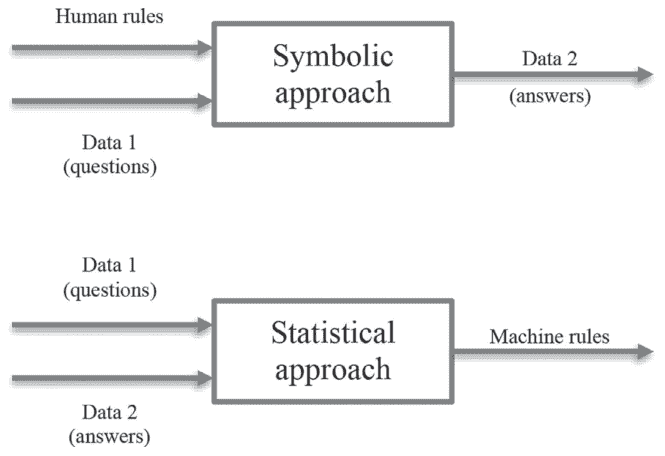 Human rules
Symbolic
approach
Data 2
(answers)
Data 1
(questions)
Data 1
(questions)
Statistical
approach
Machine rules
Data 2
(answers)